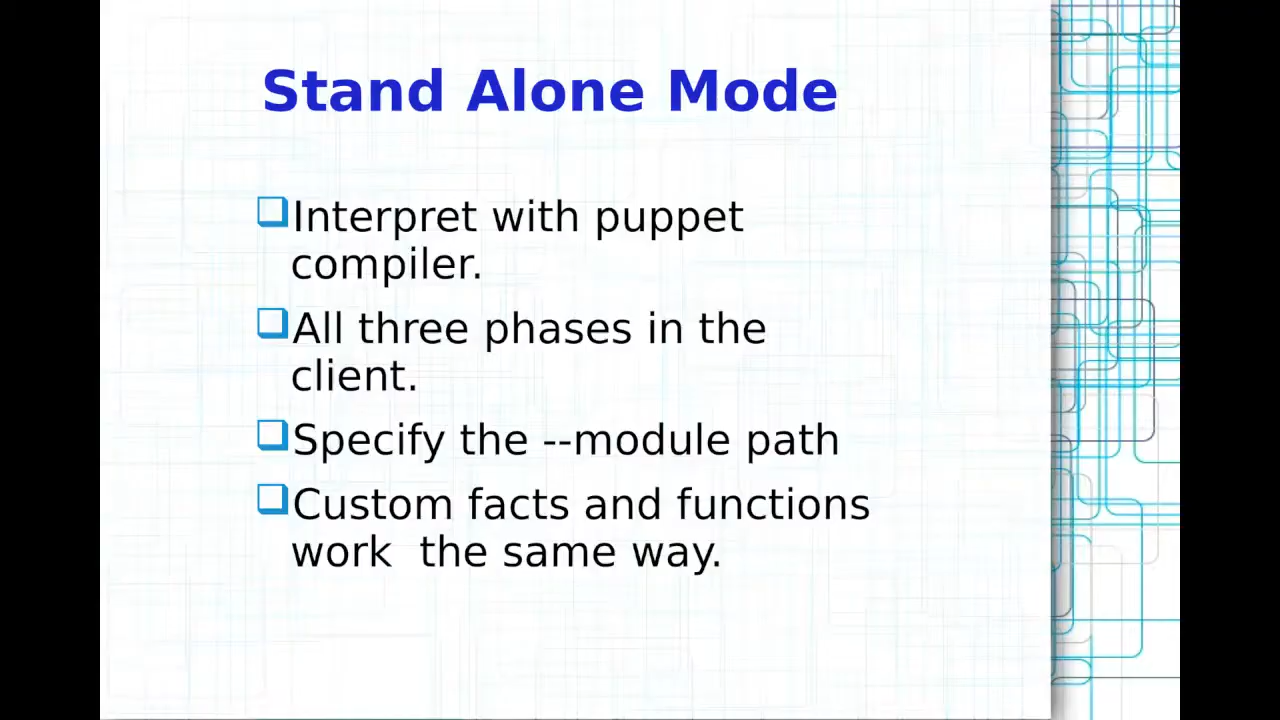 Stand Alone Mode
Interpret with puppet
compiler.
All three phases in the
client.
Specify the --module path
Custom facts and functions
work  the same way.